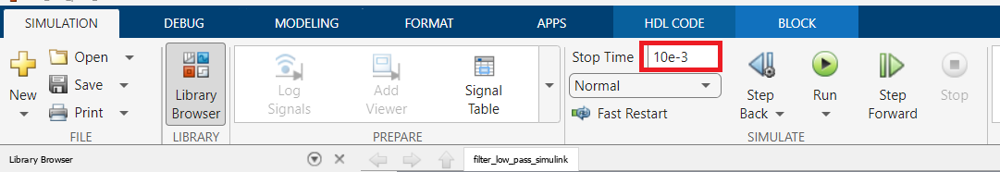 SIMULATION DEBUG MODELING FORMAT APPS HDL CODE BLOCK
New
Open
Save
Print
FILE
Library
Browser
LIBRARY
Log
Signals
Add
Viewer
Signal
Table
PREPARE
Stop Time 10e-3
Normal
Fast Restart
Step
Back
Run
Step
Forward
Stop
SIMULATE
Library Browser
filter_low_pass_simulink